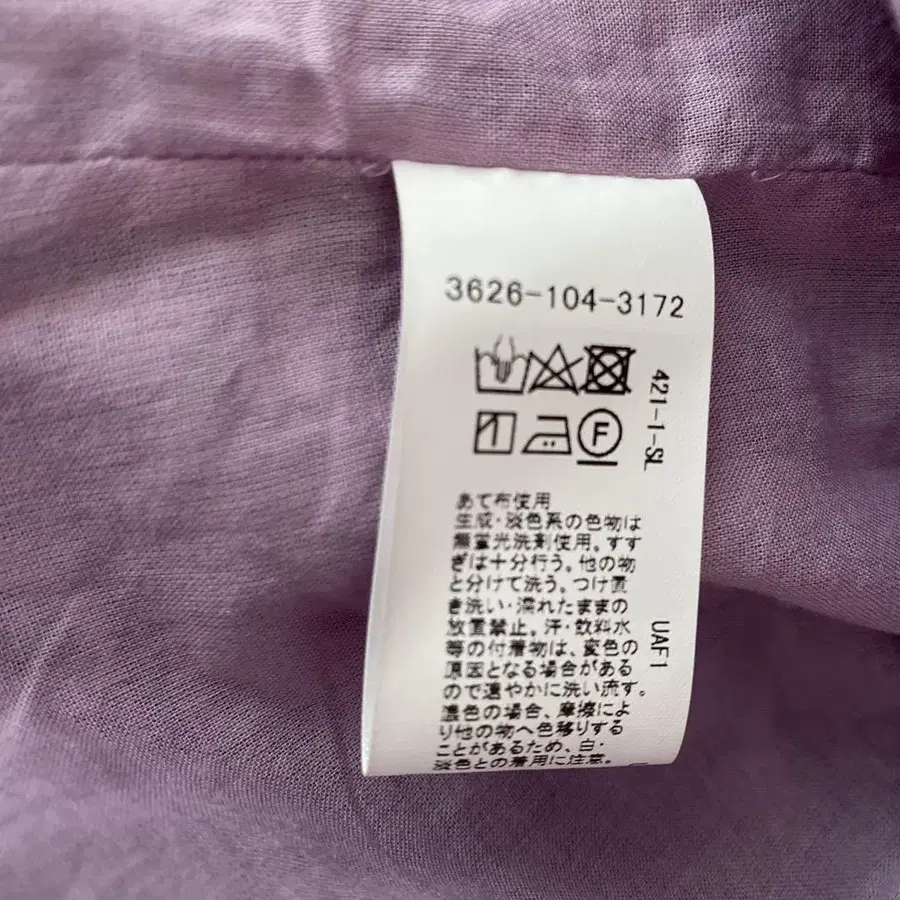 3626-104-3172
421-1-SL
F
あて布使用
生成・淡色系の色物は
無蛍光洗剤使用。すす
ぎは十分行う。他の物
と分けて洗う。つけ置
き洗い・濡れたままの
放置禁止。汗・飲料水
等の付着物は、変色の
原因となる場合がある
ので速やかに洗い流す。
濃色の場合、摩擦によ
り他の物へ色移りする
ことがあるため、白・
淡色との着用に注意。
UAF1